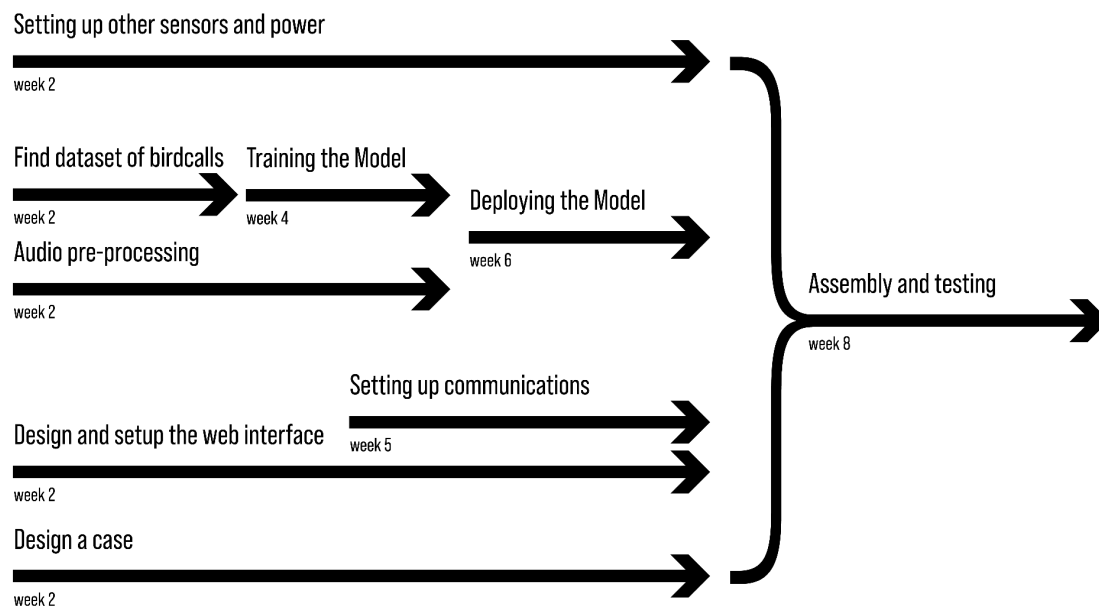 Setting up other sensors and power
week 2
Find dataset of birdcalls
Training the Model
week 2
week 4
Deploying the Model
week 6
Audio pre-processing
week 2
Assembly and testing
week 8
Setting up communications
week 5
Design and setup the web interface
week 2
Design a case
week 2